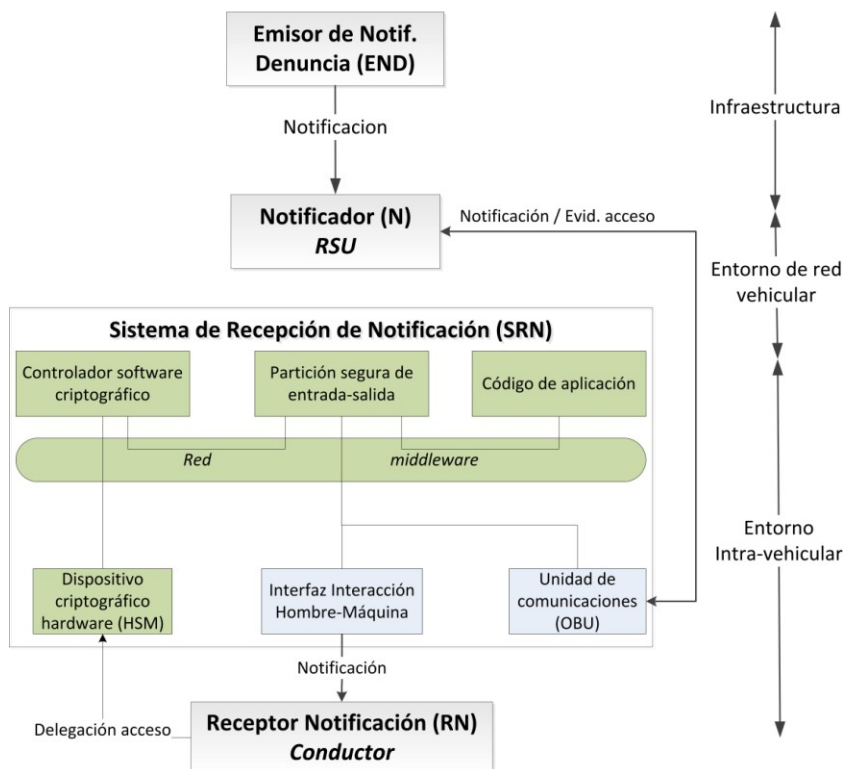 Emisor de Notif.
Denuncia (END)
Infraestructura
Notificacion
Notificador (N)
RSU
Notificación / Evid. acceso
Entorno de red
vehicular
Sistema de Recepción de Notificación (SRN)
Controlador software
criptográfico
Partición segura de
entrada-salida
Código de aplicación
Red
middleware
Entorno
Intra-vehicular
Dispositivo
criptográfico
hardware (HSM)
Interfaz Interacción
Hombre-Máquina
Unidad de
comunicaciones
(OBU)
Notificación
Delegación acceso
Receptor Notificación (RN)
Conductor